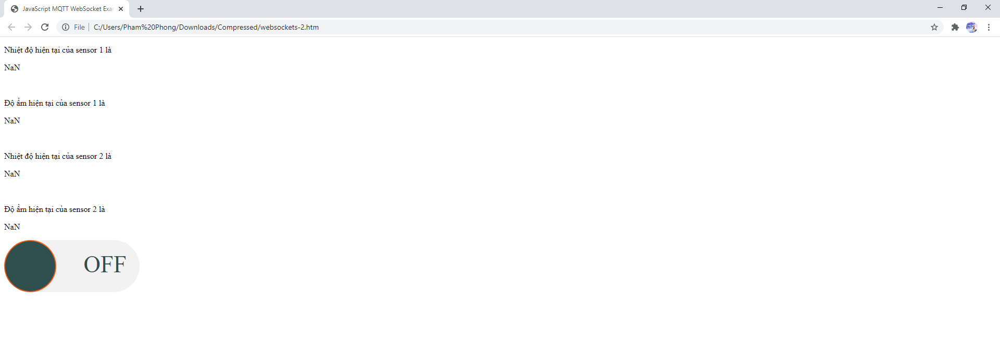 JavaScript MQTT WebSocket Exa
File
C:/Users/Pham%20Phong/Downloads/Compressed/websockets-2.htm
Nhiệt độ hiện tại của sensor 1 là
NaN
Độ ẩm hiện tại của sensor 1 là
NaN
Nhiệt độ hiện tại của sensor 2 là
NaN
Độ ẩm hiện tại của sensor 2 là
NaN
OFF